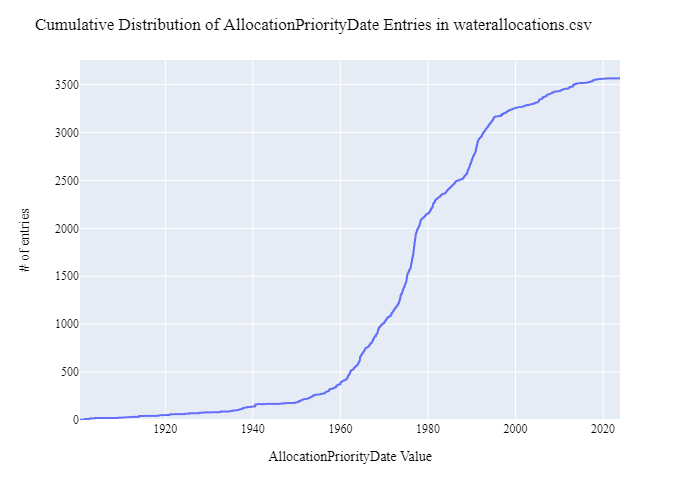 Cumulative Distribution of AllocationPriorityDate Entries in waterallocations.csv
# of entries
3500
3000
2500
2000
1500
1000
500
0
1920 1940 1960 1980 2000 2020
AllocationPriorityDate Value